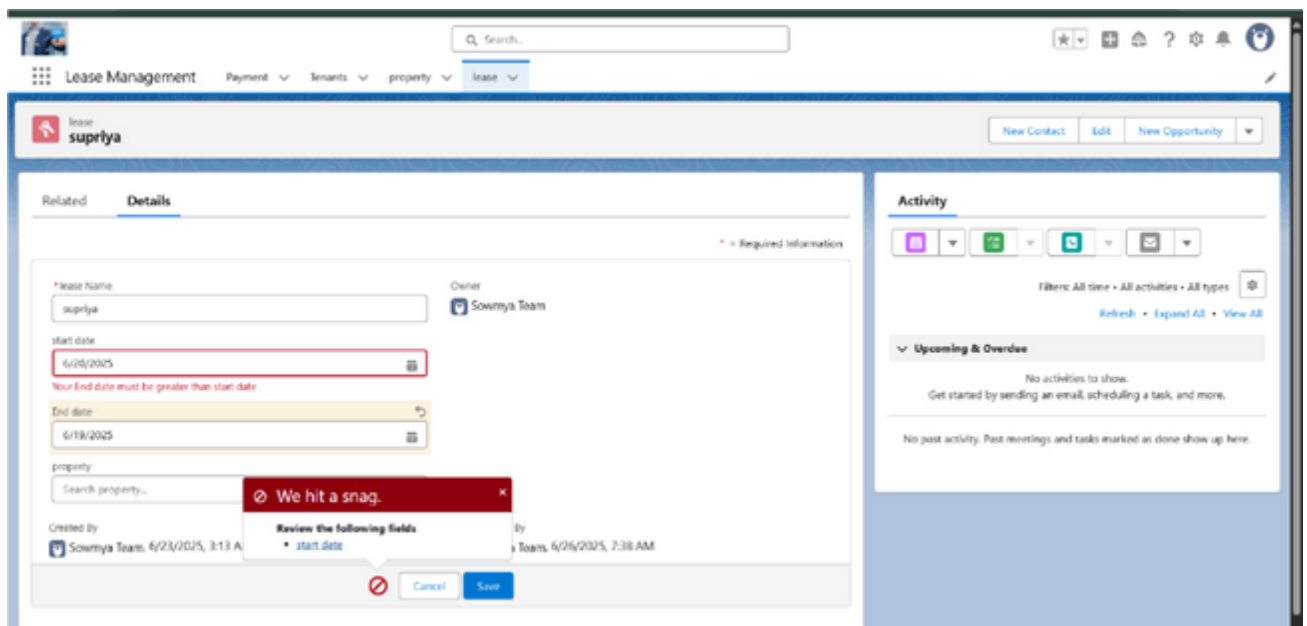 Search...
Lease Management Payment Tenants property lease
lease
supriya
New Contact Edit New Opportunity
Related Details
* = Required Information
*lease Name
supriya
Owner
Sowmya Team
start date
6/20/2025
Your End date must be greater than start date
End date
6/19/2025
property
Search property...
We hit a snag.
Review the following fields
• start date
Created By
Sowmya Team, 6/23/2025, 3:13 A
By
Team, 6/26/2025, 7:38 AM
Cancel Save
Activity
Filters: All time • All activities • All types
Refresh • Expand All • View All
Upcoming & Overdue
No activities to show.
Get started by sending an email, scheduling a task, and more.
No past activity. Past meetings and tasks marked as done show up here.